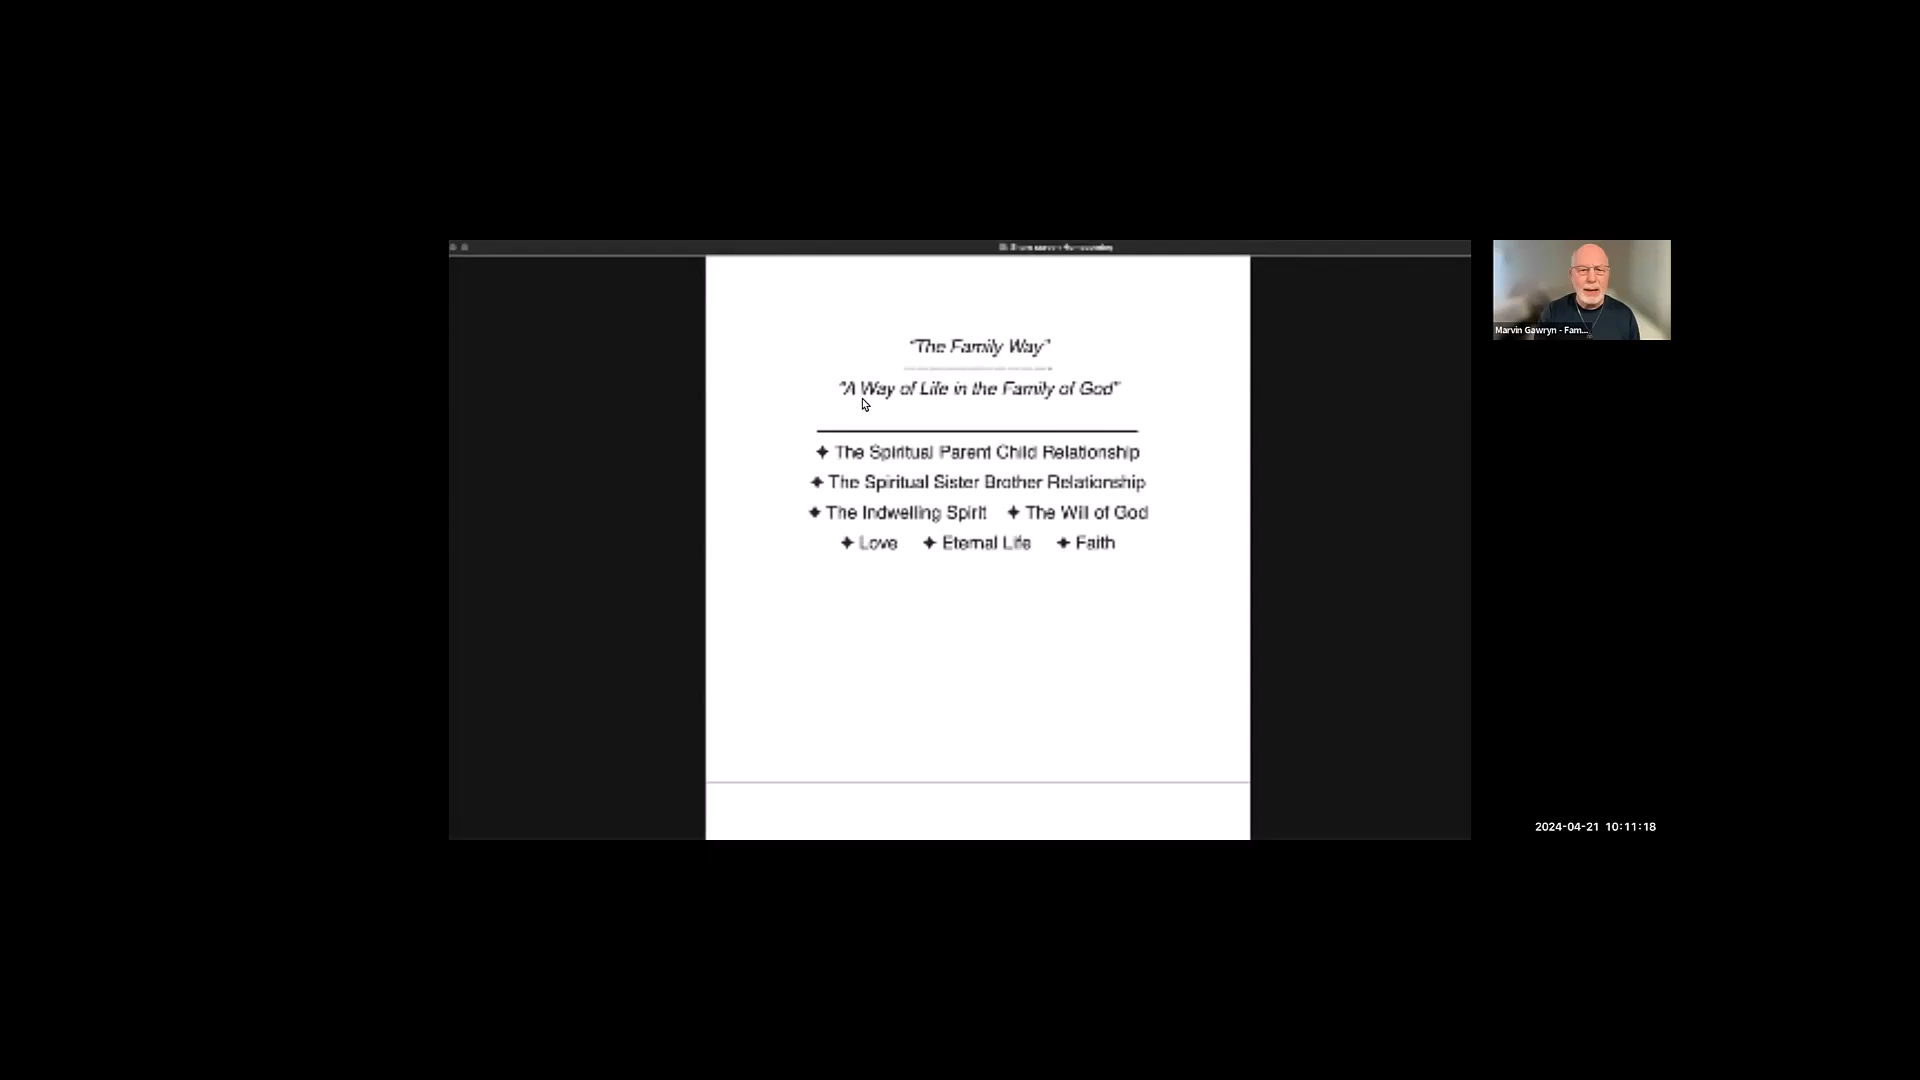 "The Family Way"
"A Way of Life in the Family of God"
✦ The Spiritual Parent Child Relationship
✦ The Spiritual Sister Brother Relationship
✦ The Indwelling Spirit ✦ The Will of God
✦ Love ✦ Eternal Life ✦ Faith
Marvin Gawryn - Fam...
2024-04-21 10:11:18